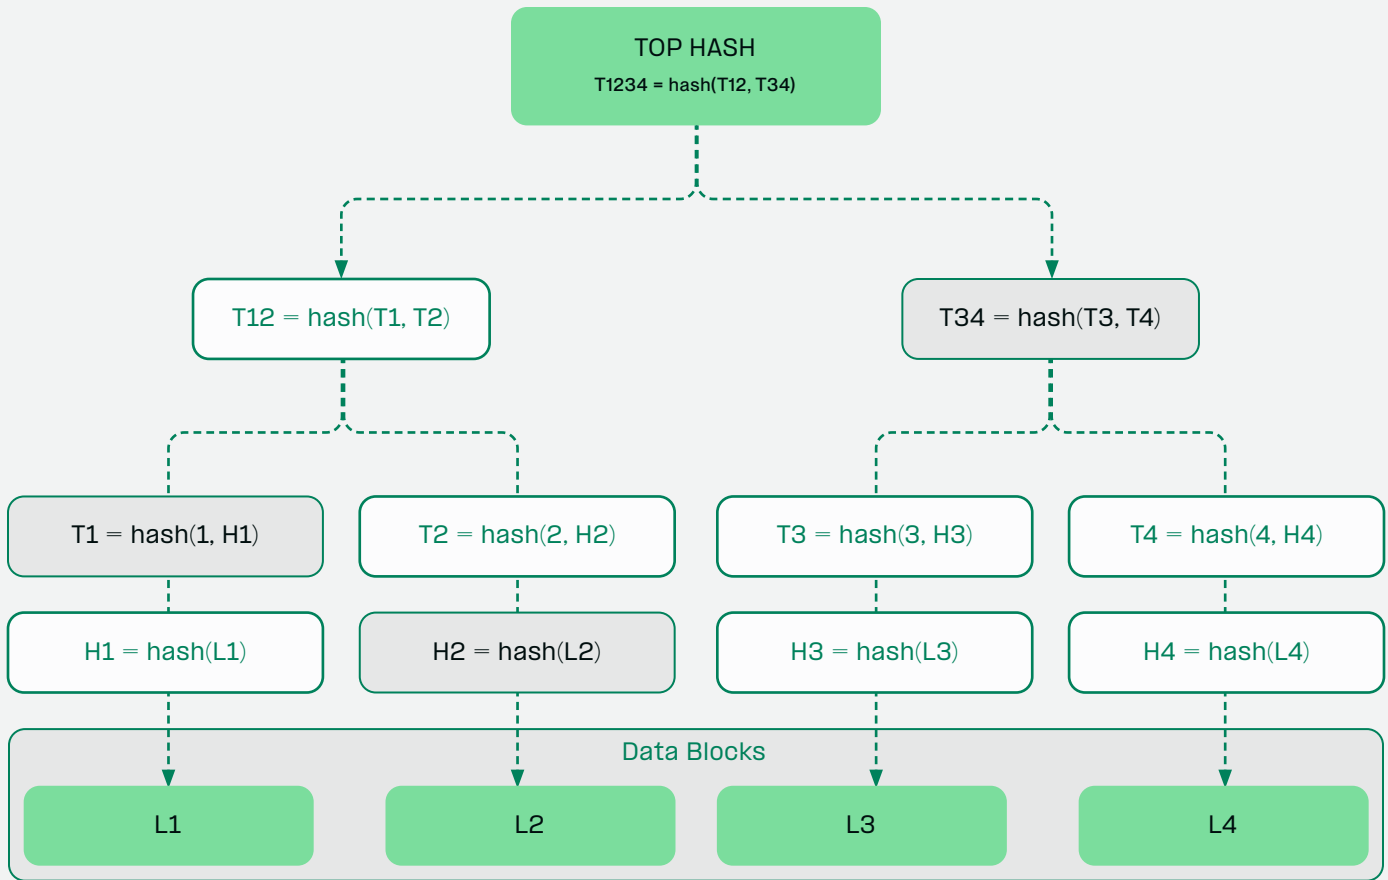 TOP HASH
T1234 = hash(T12, T34)
T12 = hash(T1, T2)
T34 = hash(T3, T4)
T1 = hash(1, H1)
T2 = hash(2, H2)
T3 = hash(3, H3)
T4 = hash(4, H4)
H1 = hash(L1)
H2 = hash(L2)
H3 = hash(L3)
H4 = hash(L4)
Data Blocks
L1
L2
L3
L4